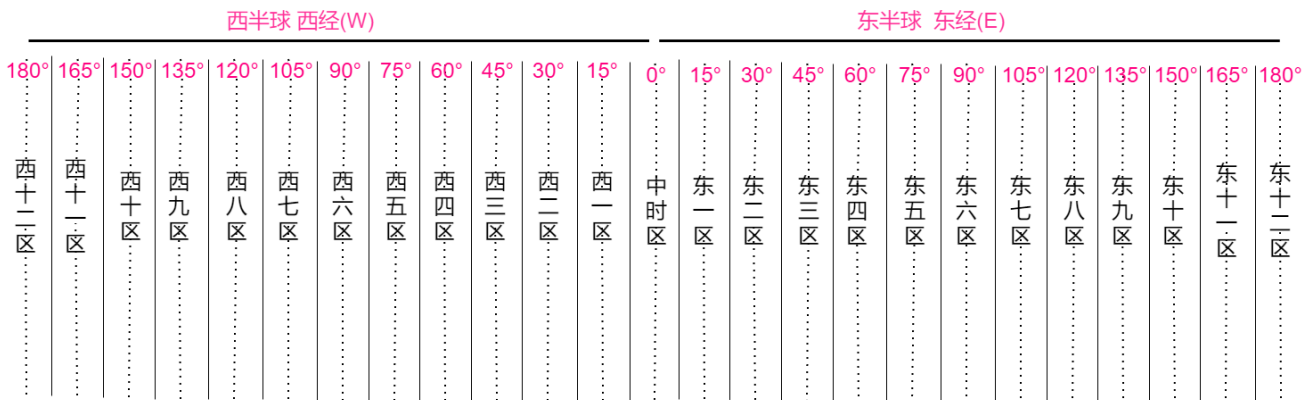 西半球 西经(W)
东半球 东经(E)
180° 165° 150° 135° 120° 105° 90° 75° 60° 45° 30° 15° 0° 15° 30° 45° 60° 75° 90° 105° 120° 135° 150° 165° 180°
西十二区
西十一区
西十区
西九区
西八区
西七区
西六区
西五区
西四区
西三区
西二区
西一区
中时区
东一区
东二区
东三区
东四区
东五区
东六区
东七区
东八区
东九区
东十区
东十一区
东十二区